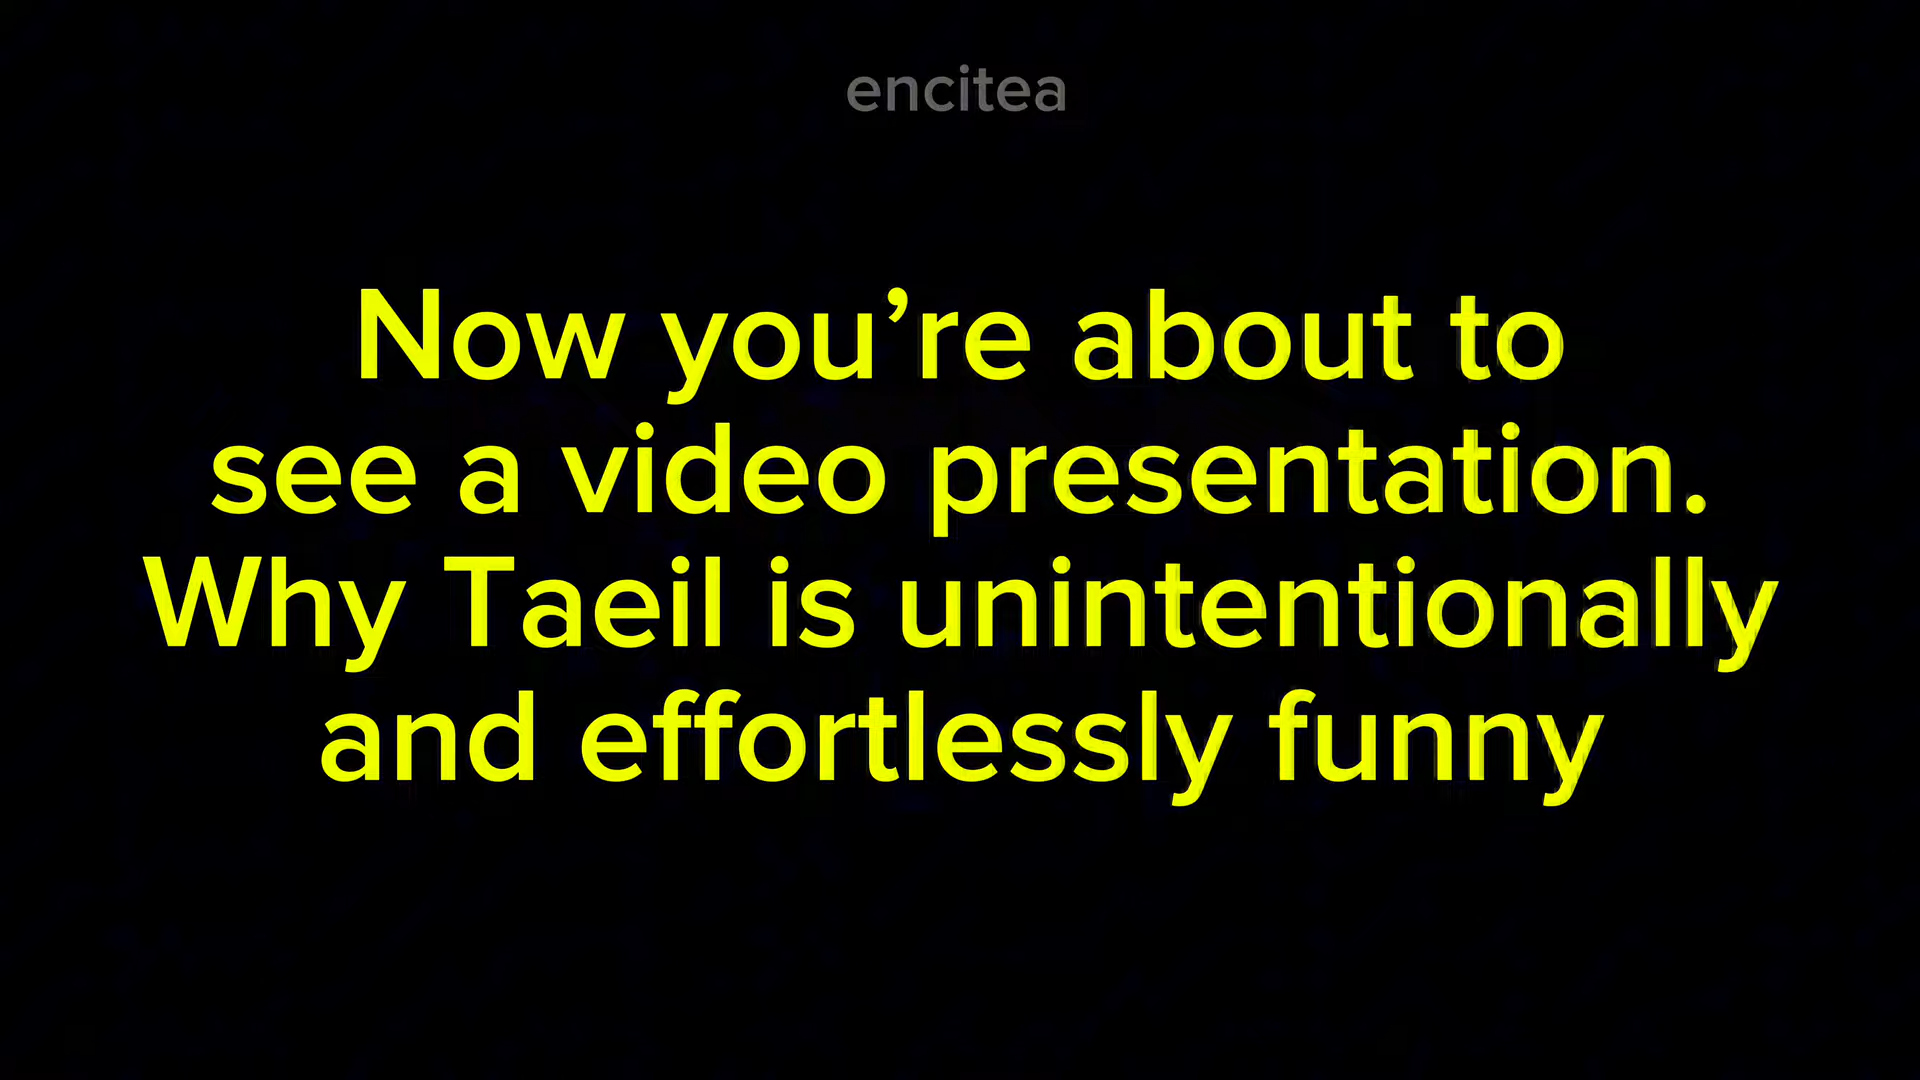 encitea
Now you’re about to
see a video presentation.
Why Taeil is unintentionally
and effortlessly funny